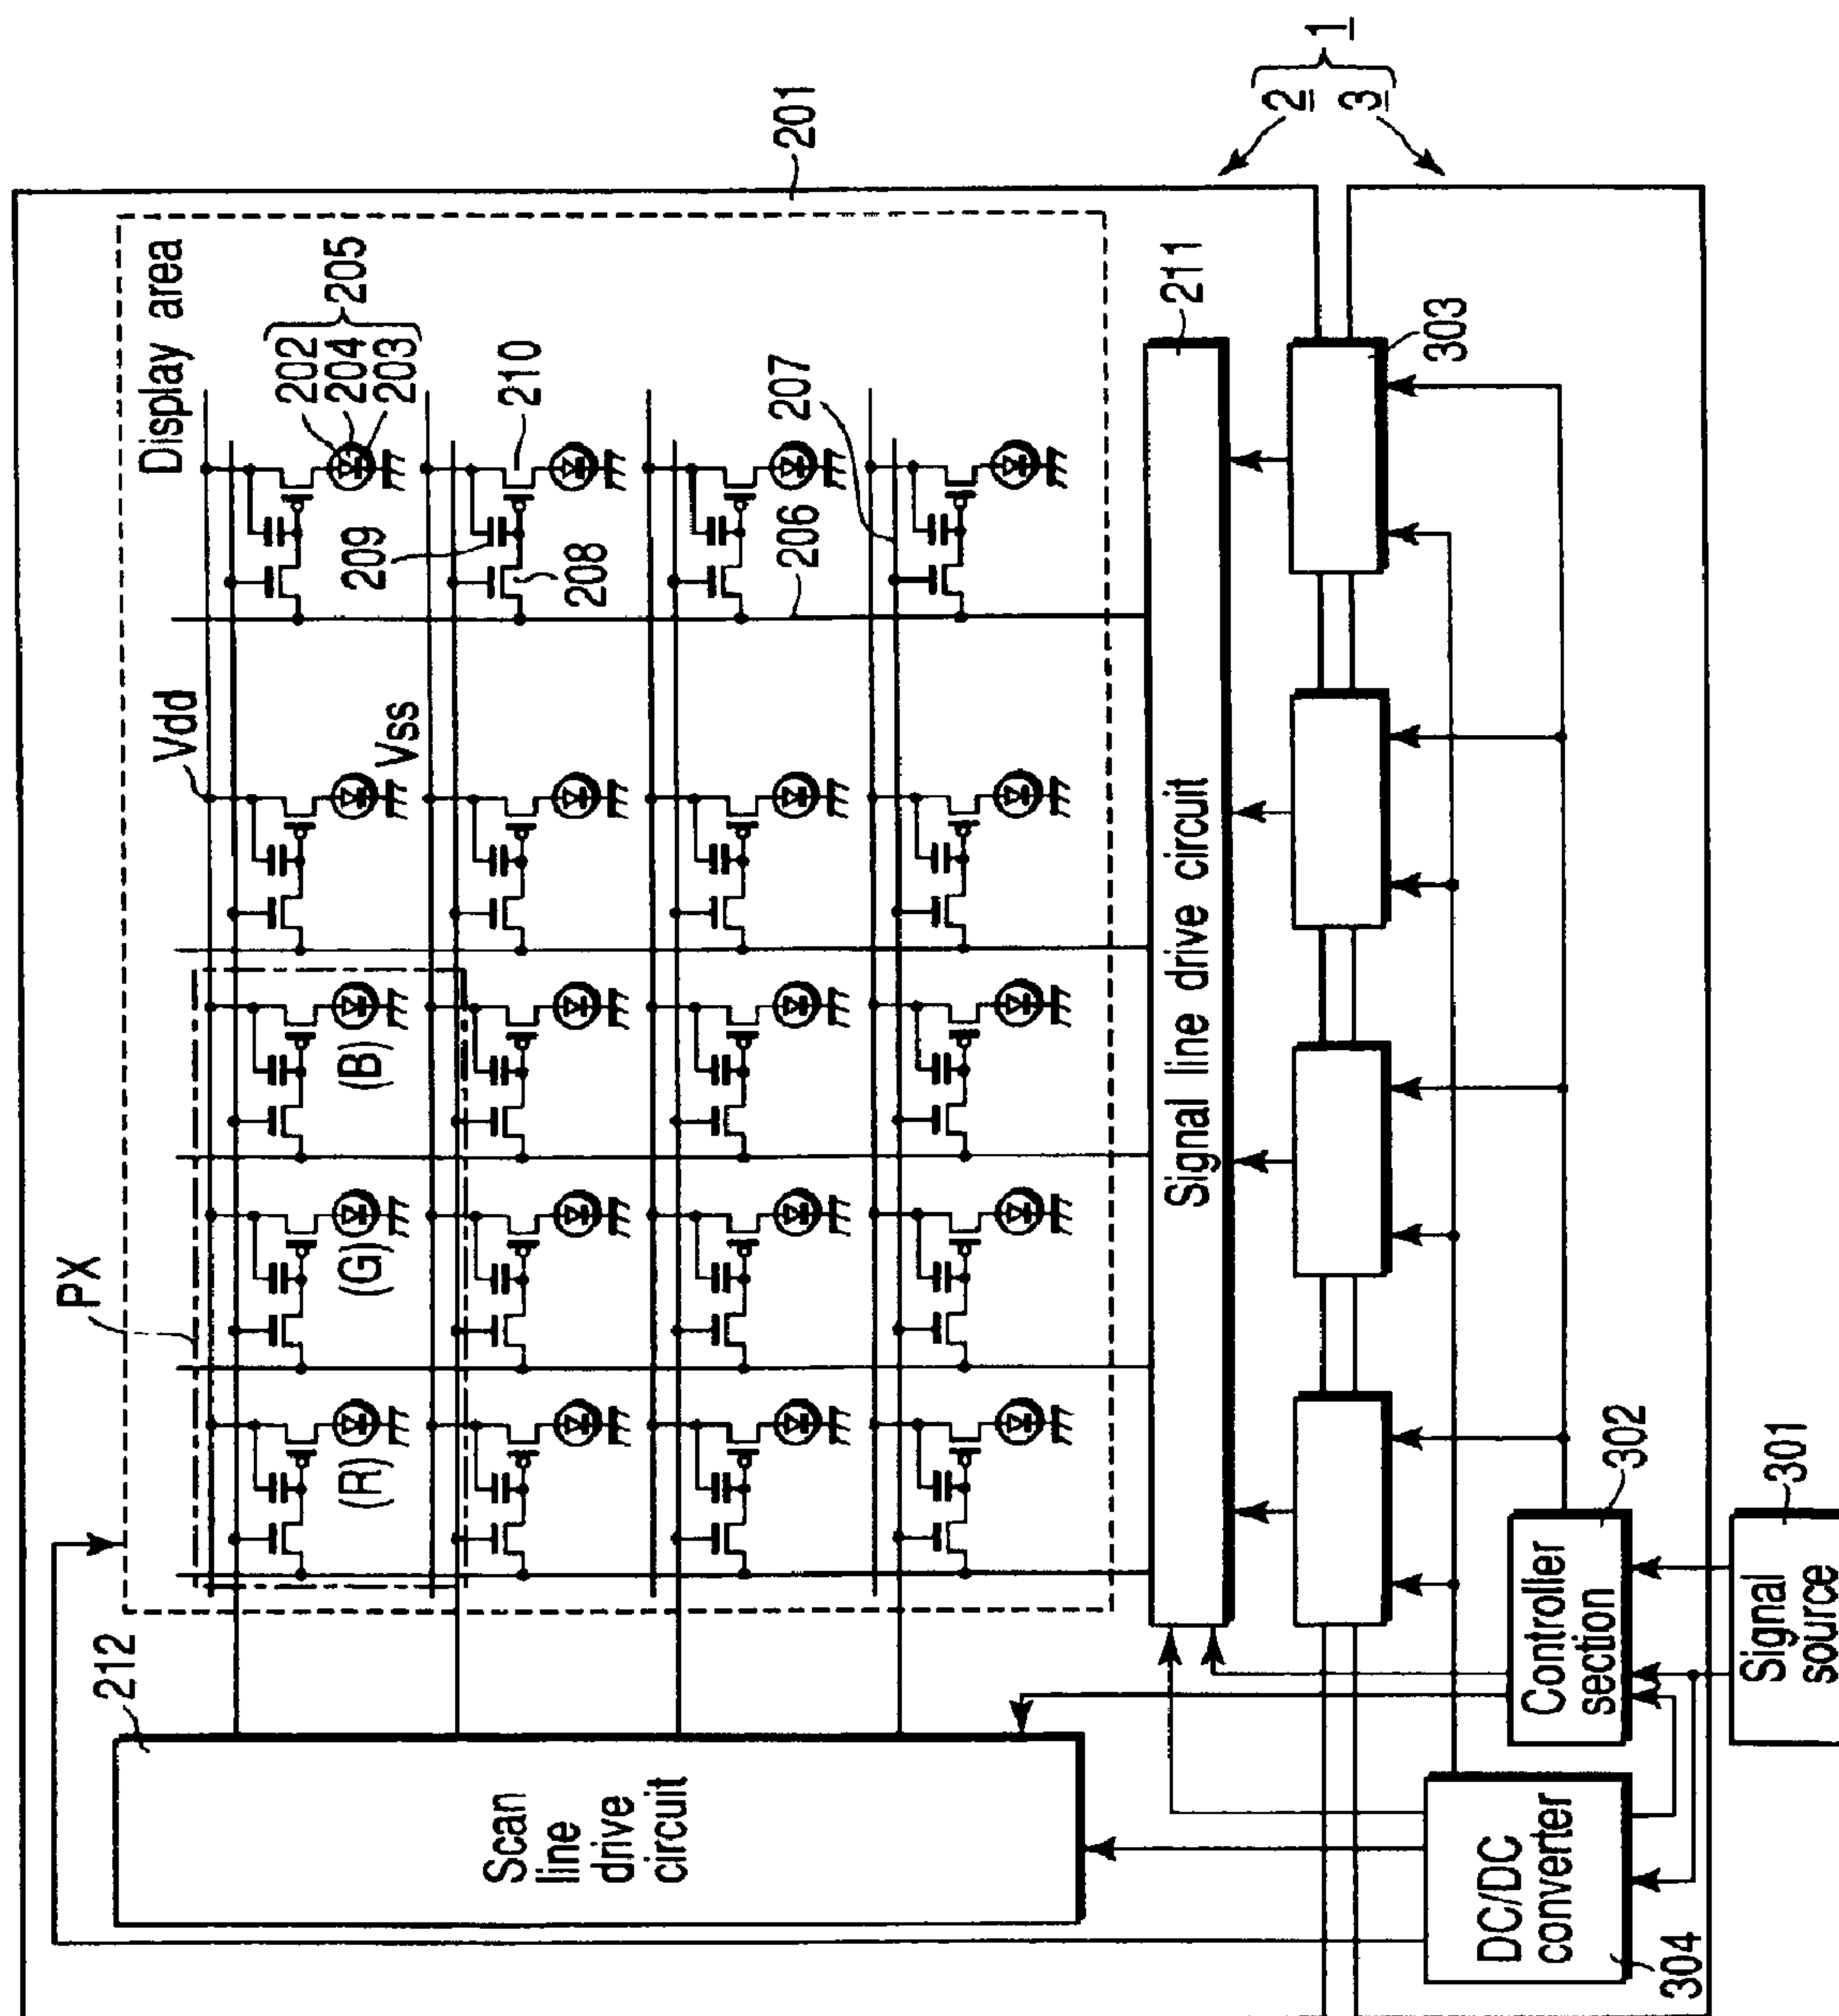 PX
Vdd
Display area
201
212
202
204
203
205
(R)
(G)
(B)
Vss
209
210
208
Scan
line
drive
circuit
206
207
Signal line drive circuit
211
2
3
1
303
DC/DC
converter
304
Controller
section
302
Signal
source
301